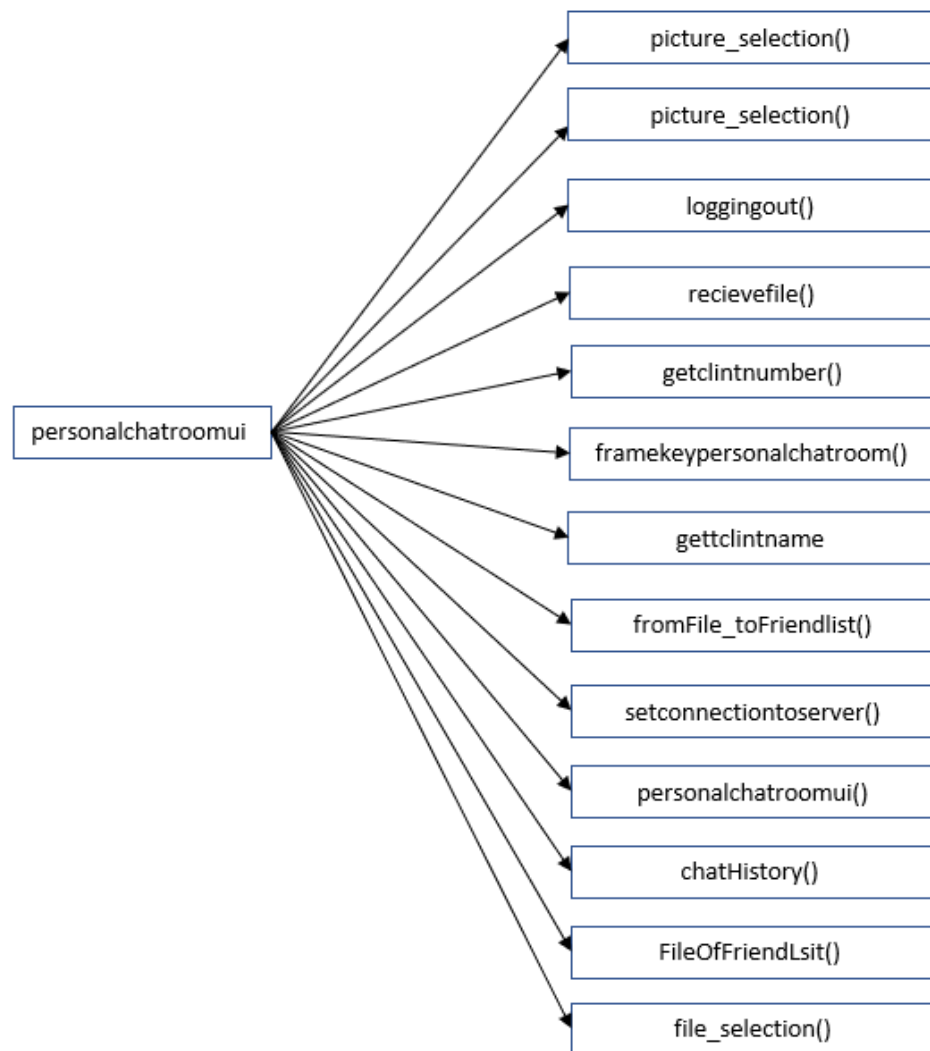 picture_selection()
picture_selection()
loggingout()
recievefile()
getclintnumber()
personalchatroomui
framekeypersonalchatroom()
gettclintname
fromFile_toFriendlist()
setconnectiontoserver()
personalchatroomui()
chatHistory()
FileOfFriendLsit()
file_selection()